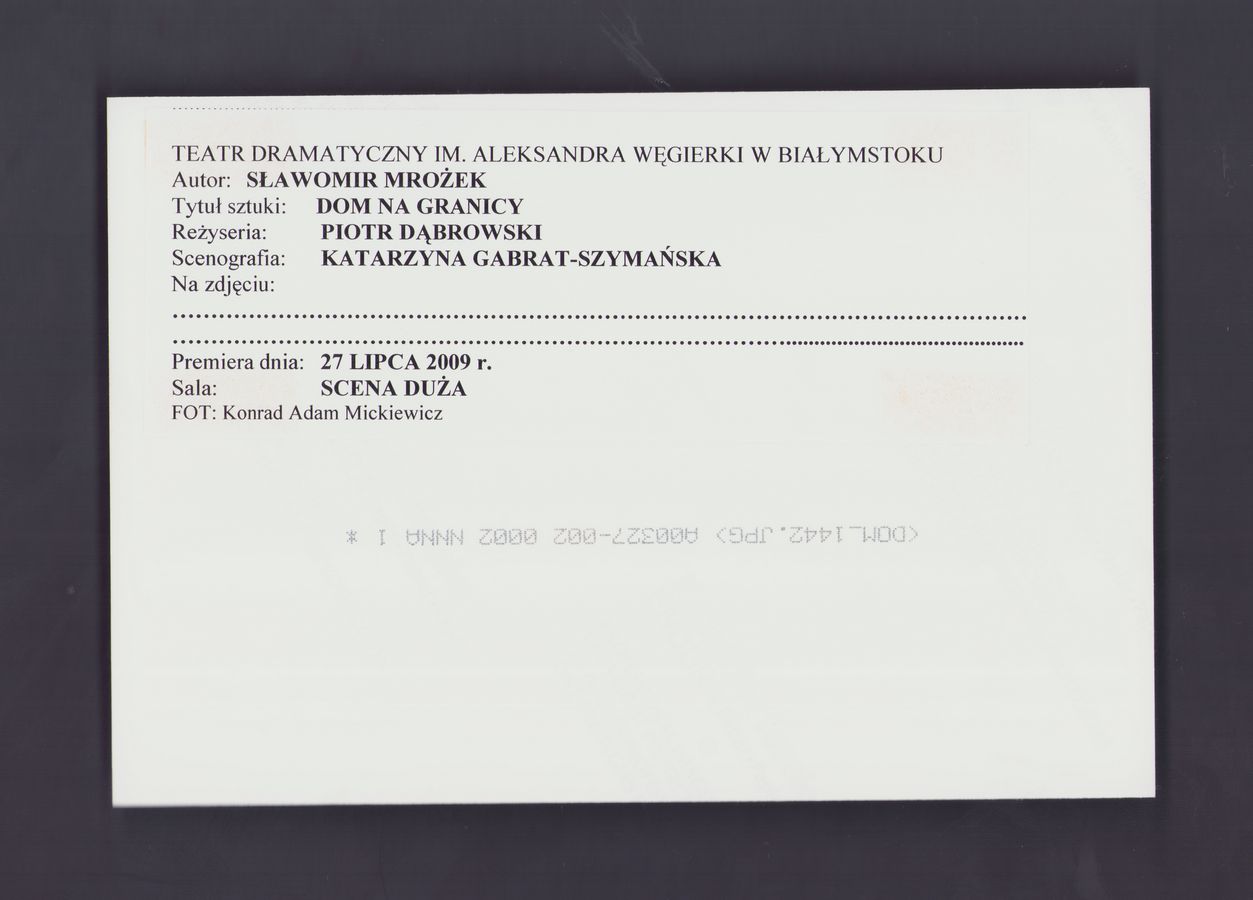 TEATR DRAMATYCZNY IM. ALEKSANDRA WĘGIERKI W BIAŁYMSTOKU
Autor: SŁAWOMIR MROŻEK
Tytuł sztuki: DOM NA GRANICY
Reżyseria: PIOTR DĄBROWSKI
Scenografia: KATARZYNA GABRAT-SZYMAŃSKA
Na zdjęciu:
Premiera dnia: 27 LIPCA 2009 r.
Sala: SCENA DUŻA
FOT: Konrad Adam Mickiewicz
<DOM_1442.JPG> A00327-002 0002 NNNA 1 *